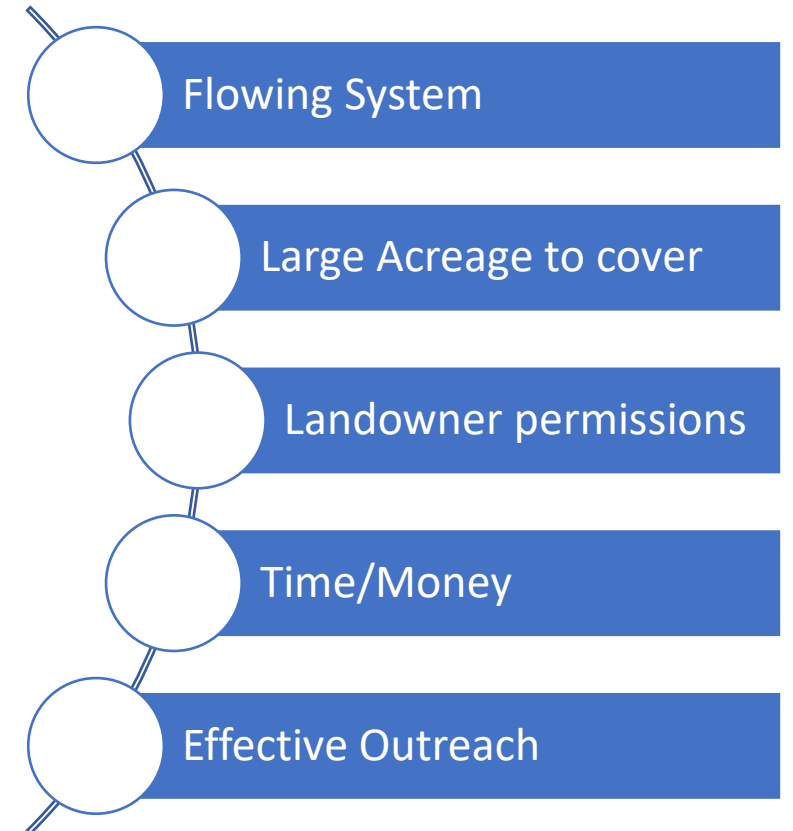 Flowing System
Large Acreage to cover
Landowner permissions
Time/Money
Effective Outreach